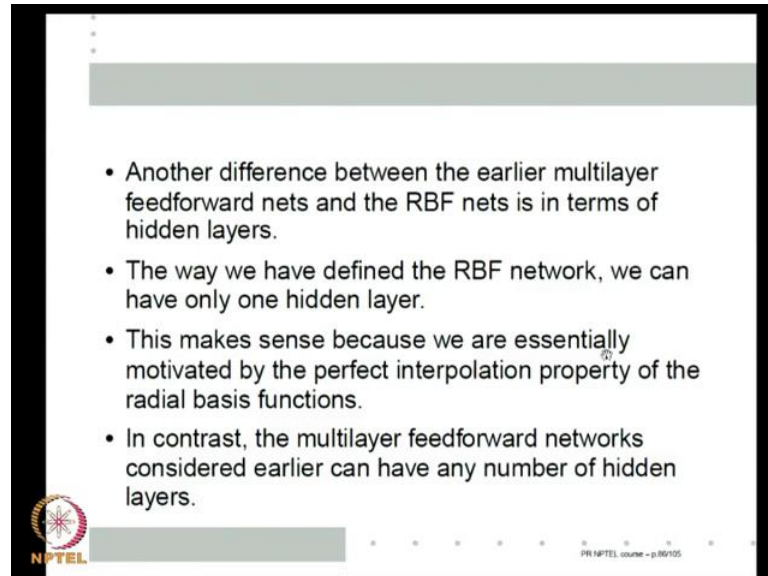 • Another difference between the earlier multilayer
feedforward nets and the RBF nets is in terms of
hidden layers.
• The way we have defined the RBF network, we can
have only one hidden layer.
• This makes sense because we are essentially
motivated by the perfect interpolation property of the
radial basis functions.
• In contrast, the multilayer feedforward networks
considered earlier can have any number of hidden
layers.
NPTEL
PR NPTEL course – p.86/105